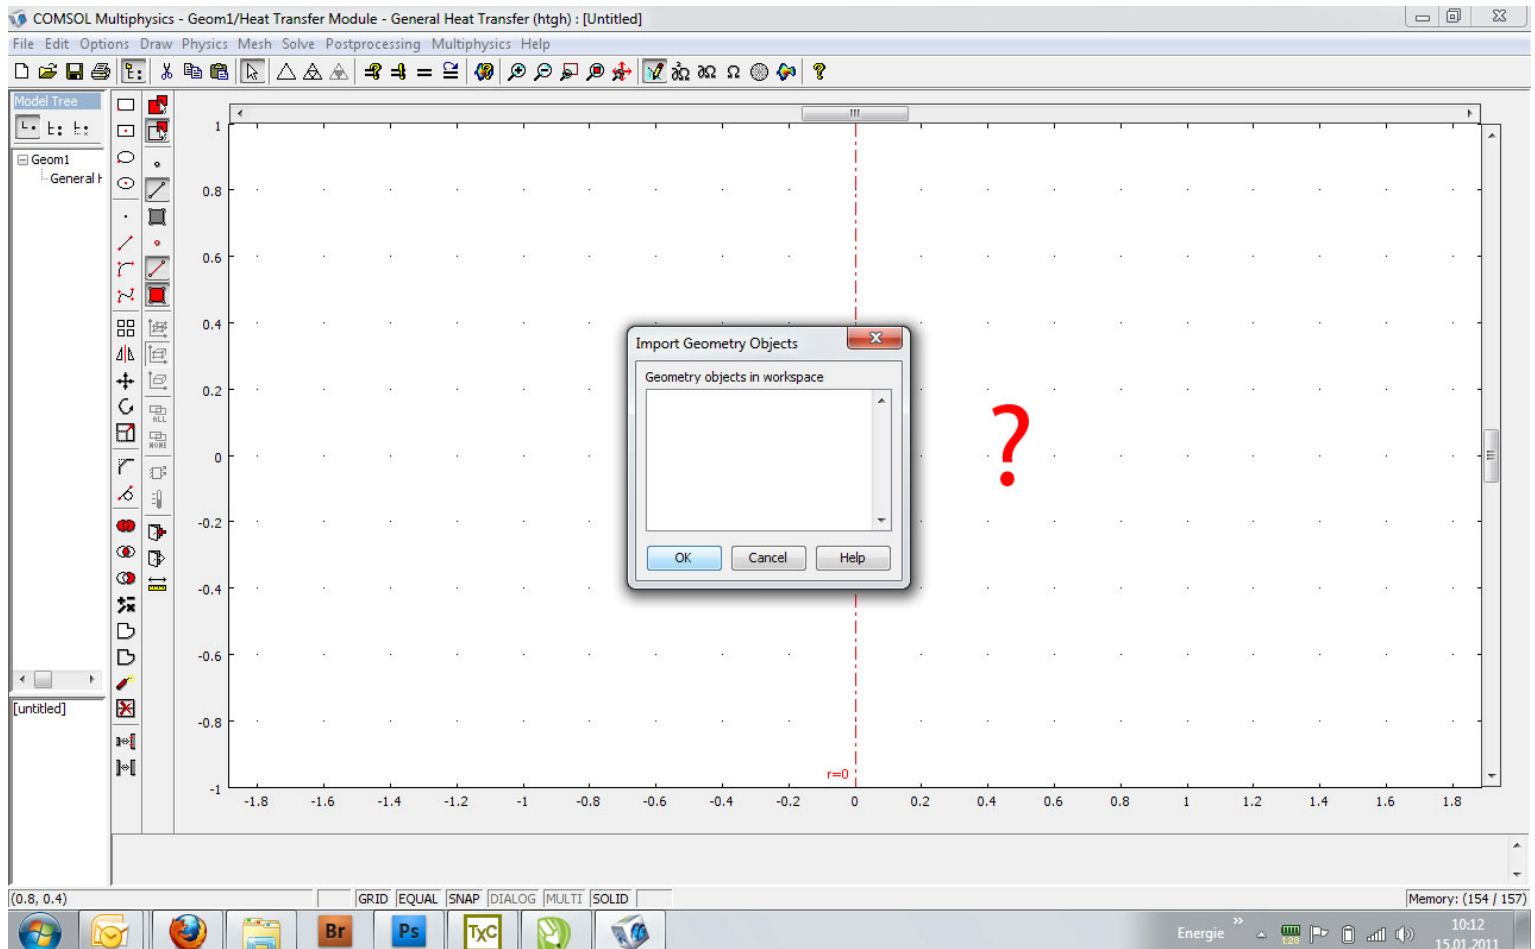 COMSOL Multiphysics - Geom1/Heat Transfer Module - General Heat Transfer (htgh) : [Untitled]
File Edit Options Draw Physics Mesh Solve Postprocessing Multiphysics Help
Model Tree
Geom1
General H
ALL
NONE
1
0.8
0.6
0.4
0.2
0
-0.2
-0.4
-0.6
-0.8
-1
Import Geometry Objects
Geometry objects in workspace
OK Cancel Help
?
r=0
-1.8 -1.6 -1.4 -1.2 -1 -0.8 -0.6 -0.4 -0.2 0 0.2 0.4 0.6 0.8 1 1.2 1.4 1.6 1.8
[untitled]
(0.8, 0.4) GRID EQUAL SNAP DIALOG MULTI SOLID Memory: (154 / 157)
Br Ps TXC Energie » 1:28 10:12
15.01.2011